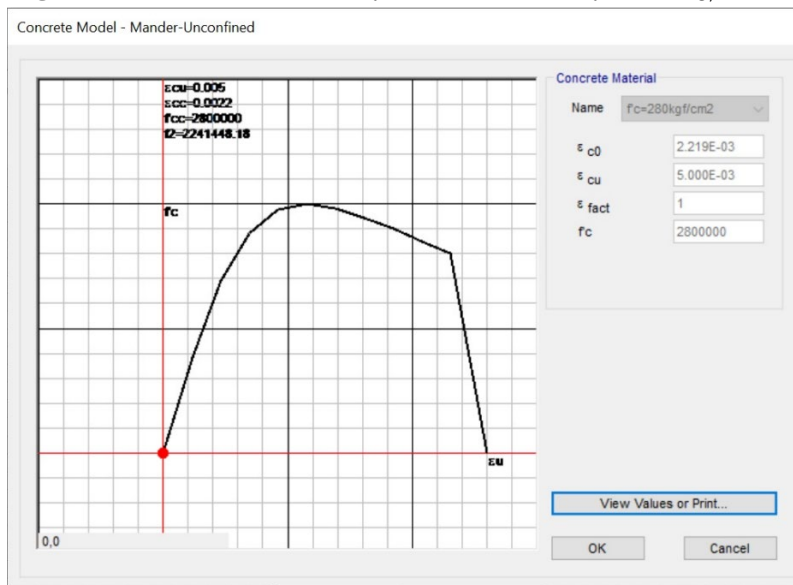 Concrete Model - Mander-Unconfined
εcu=0.005
εcc=0.0022
f'cc=2800000
f2=2241448.18
f'c
εu
0,0
Concrete Material
Name f'c=280kgf/cm2
ε c0 2.219E-03
ε cu 5.000E-03
ε fact 1
f'c 2800000
View Values or Print...
OK Cancel